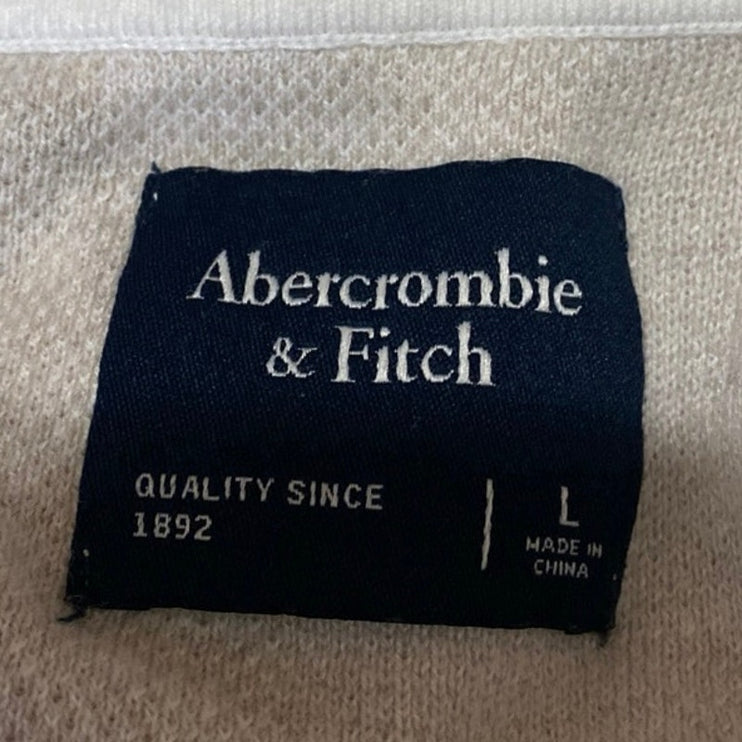 Abercrombie
& Fitch
QUALITY SINCE
1892
L
MADE IN
CHINA